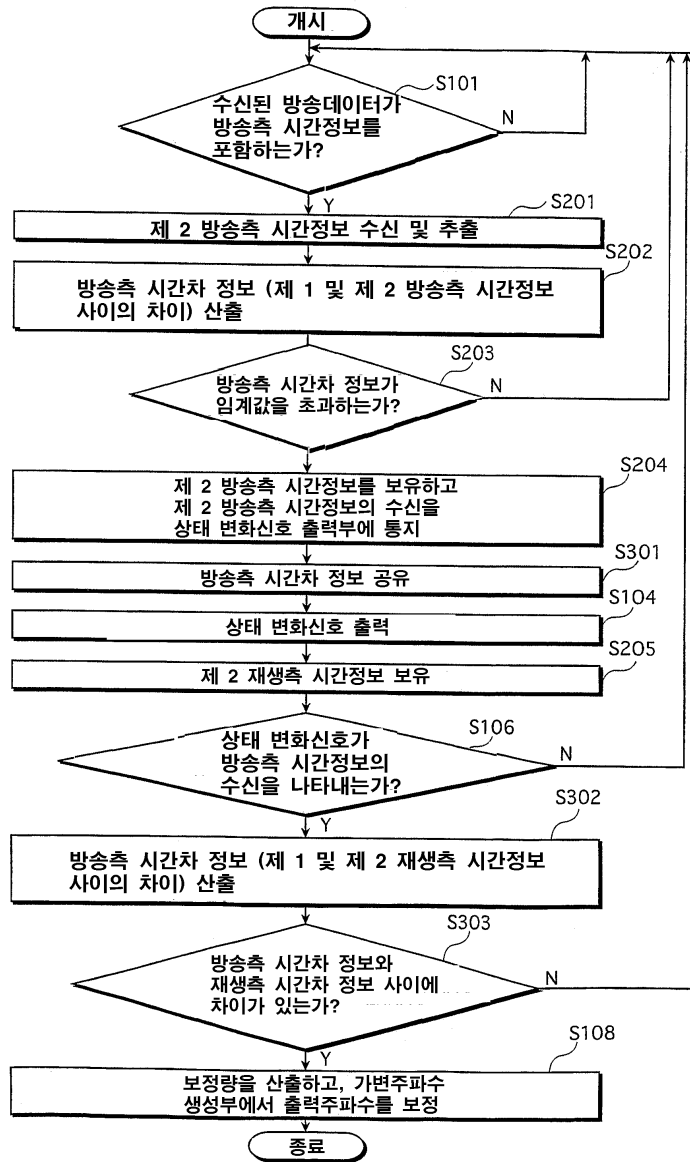 개시
S101
수신된 방송데이터가
방송측 시간정보를
포함하는가?
N
Y
S201
제 2 방송측 시간정보 수신 및 추출
S202
방송측 시간차 정보 (제 1 및 제 2 방송측 시간정보
사이의 차이) 산출
S203
방송측 시간차 정보가
임계값을 초과하는가?
N
S204
제 2 방송측 시간정보를 보유하고
제 2 방송측 시간정보의 수신을
상태 변화신호 출력부에 통지
S301
방송측 시간차 정보 공유
S104
상태 변화신호 출력
S205
제 2 재생측 시간정보 보유
S106
상태 변화신호가
방송측 시간정보의
수신을 나타내는가?
N
Y
S302
방송측 시간차 정보 (제 1 및 제 2 재생측 시간정보
사이의 차이) 산출
S303
방송측 시간차 정보와
재생측 시간차 정보 사이에
차이가 있는가?
N
Y
S108
보정량을 산출하고, 가변주파수
생성부에서 출력주파수를 보정
종료